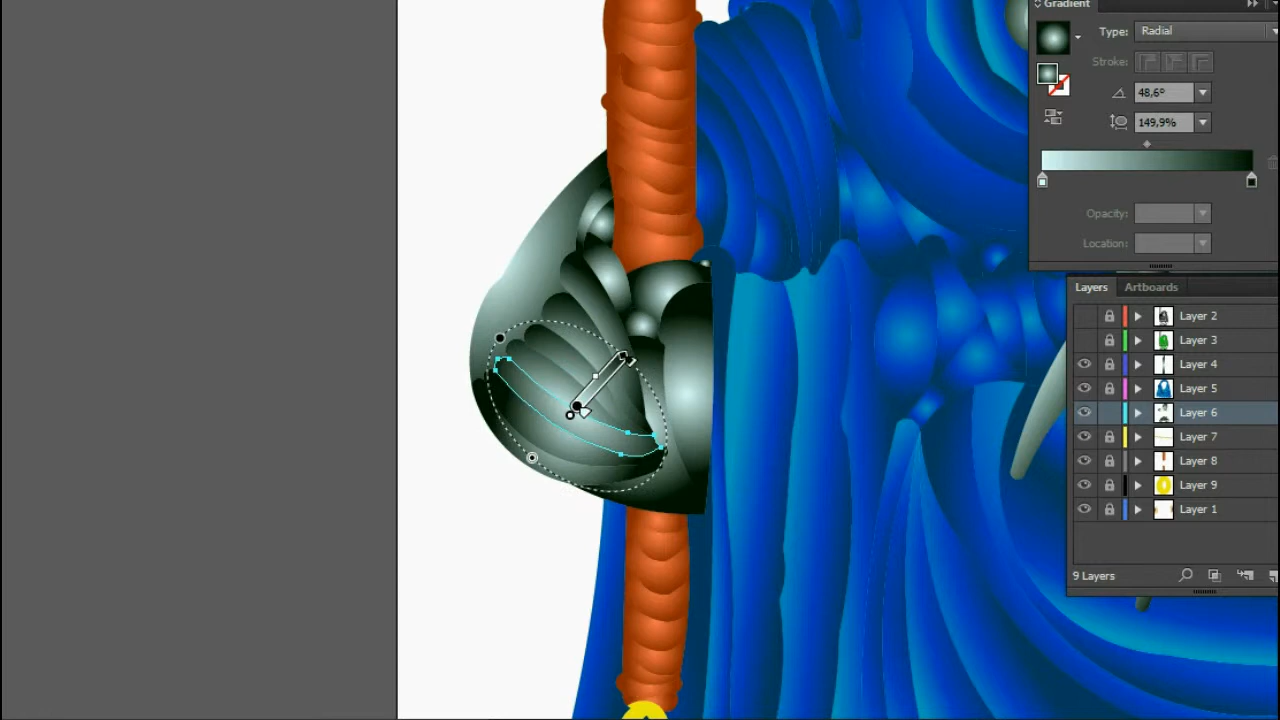 Gradient
Type: Radial
Stroke:
48,6º
149,9%
Opacity:
Location:
Layers Artboards
Layer 2
Layer 3
Layer 4
Layer 5
Layer 6
Layer 7
Layer 8
Layer 9
Layer 1
9 Layers